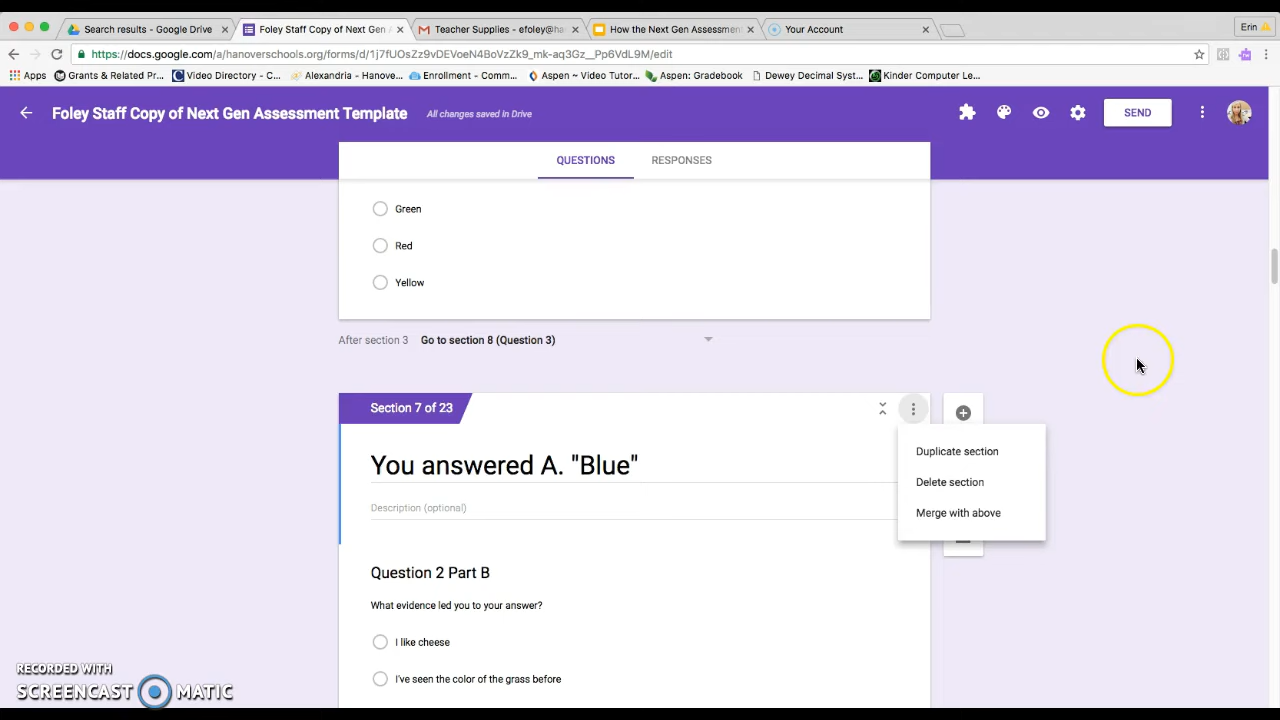 Search results - Google Drive
Foley Staff Copy of Next Gen A
Teacher Supplies - efoley@ha
How the Next Gen Assessmen
Your Account
Erin
https://docs.google.com/a/hanoverschools.org/forms/d/1j7fUOsZz9vDEVoeN4BoVzZk9_mk-aq3Gz__Pp6VdL9M/edit
Apps
Grants & Related Pr...
Video Directory - C...
Alexandria - Hanove...
Enrollment - Comm...
Aspen ~ Video Tutor...
Aspen: Gradebook
Dewey Decimal Syst...
Kinder Computer Le...
Foley Staff Copy of Next Gen Assessment Template
All changes saved in Drive
SEND
QUESTIONS
RESPONSES
Green
Red
Yellow
After section 3 Go to section 8 (Question 3)
Section 7 of 23
You answered A. "Blue"
Description (optional)
Duplicate section
Delete section
Merge with above
Question 2 Part B
What evidence led you to your answer?
I like cheese
I've seen the color of the grass before
RECORDED WITH
SCREENCAST MATIC